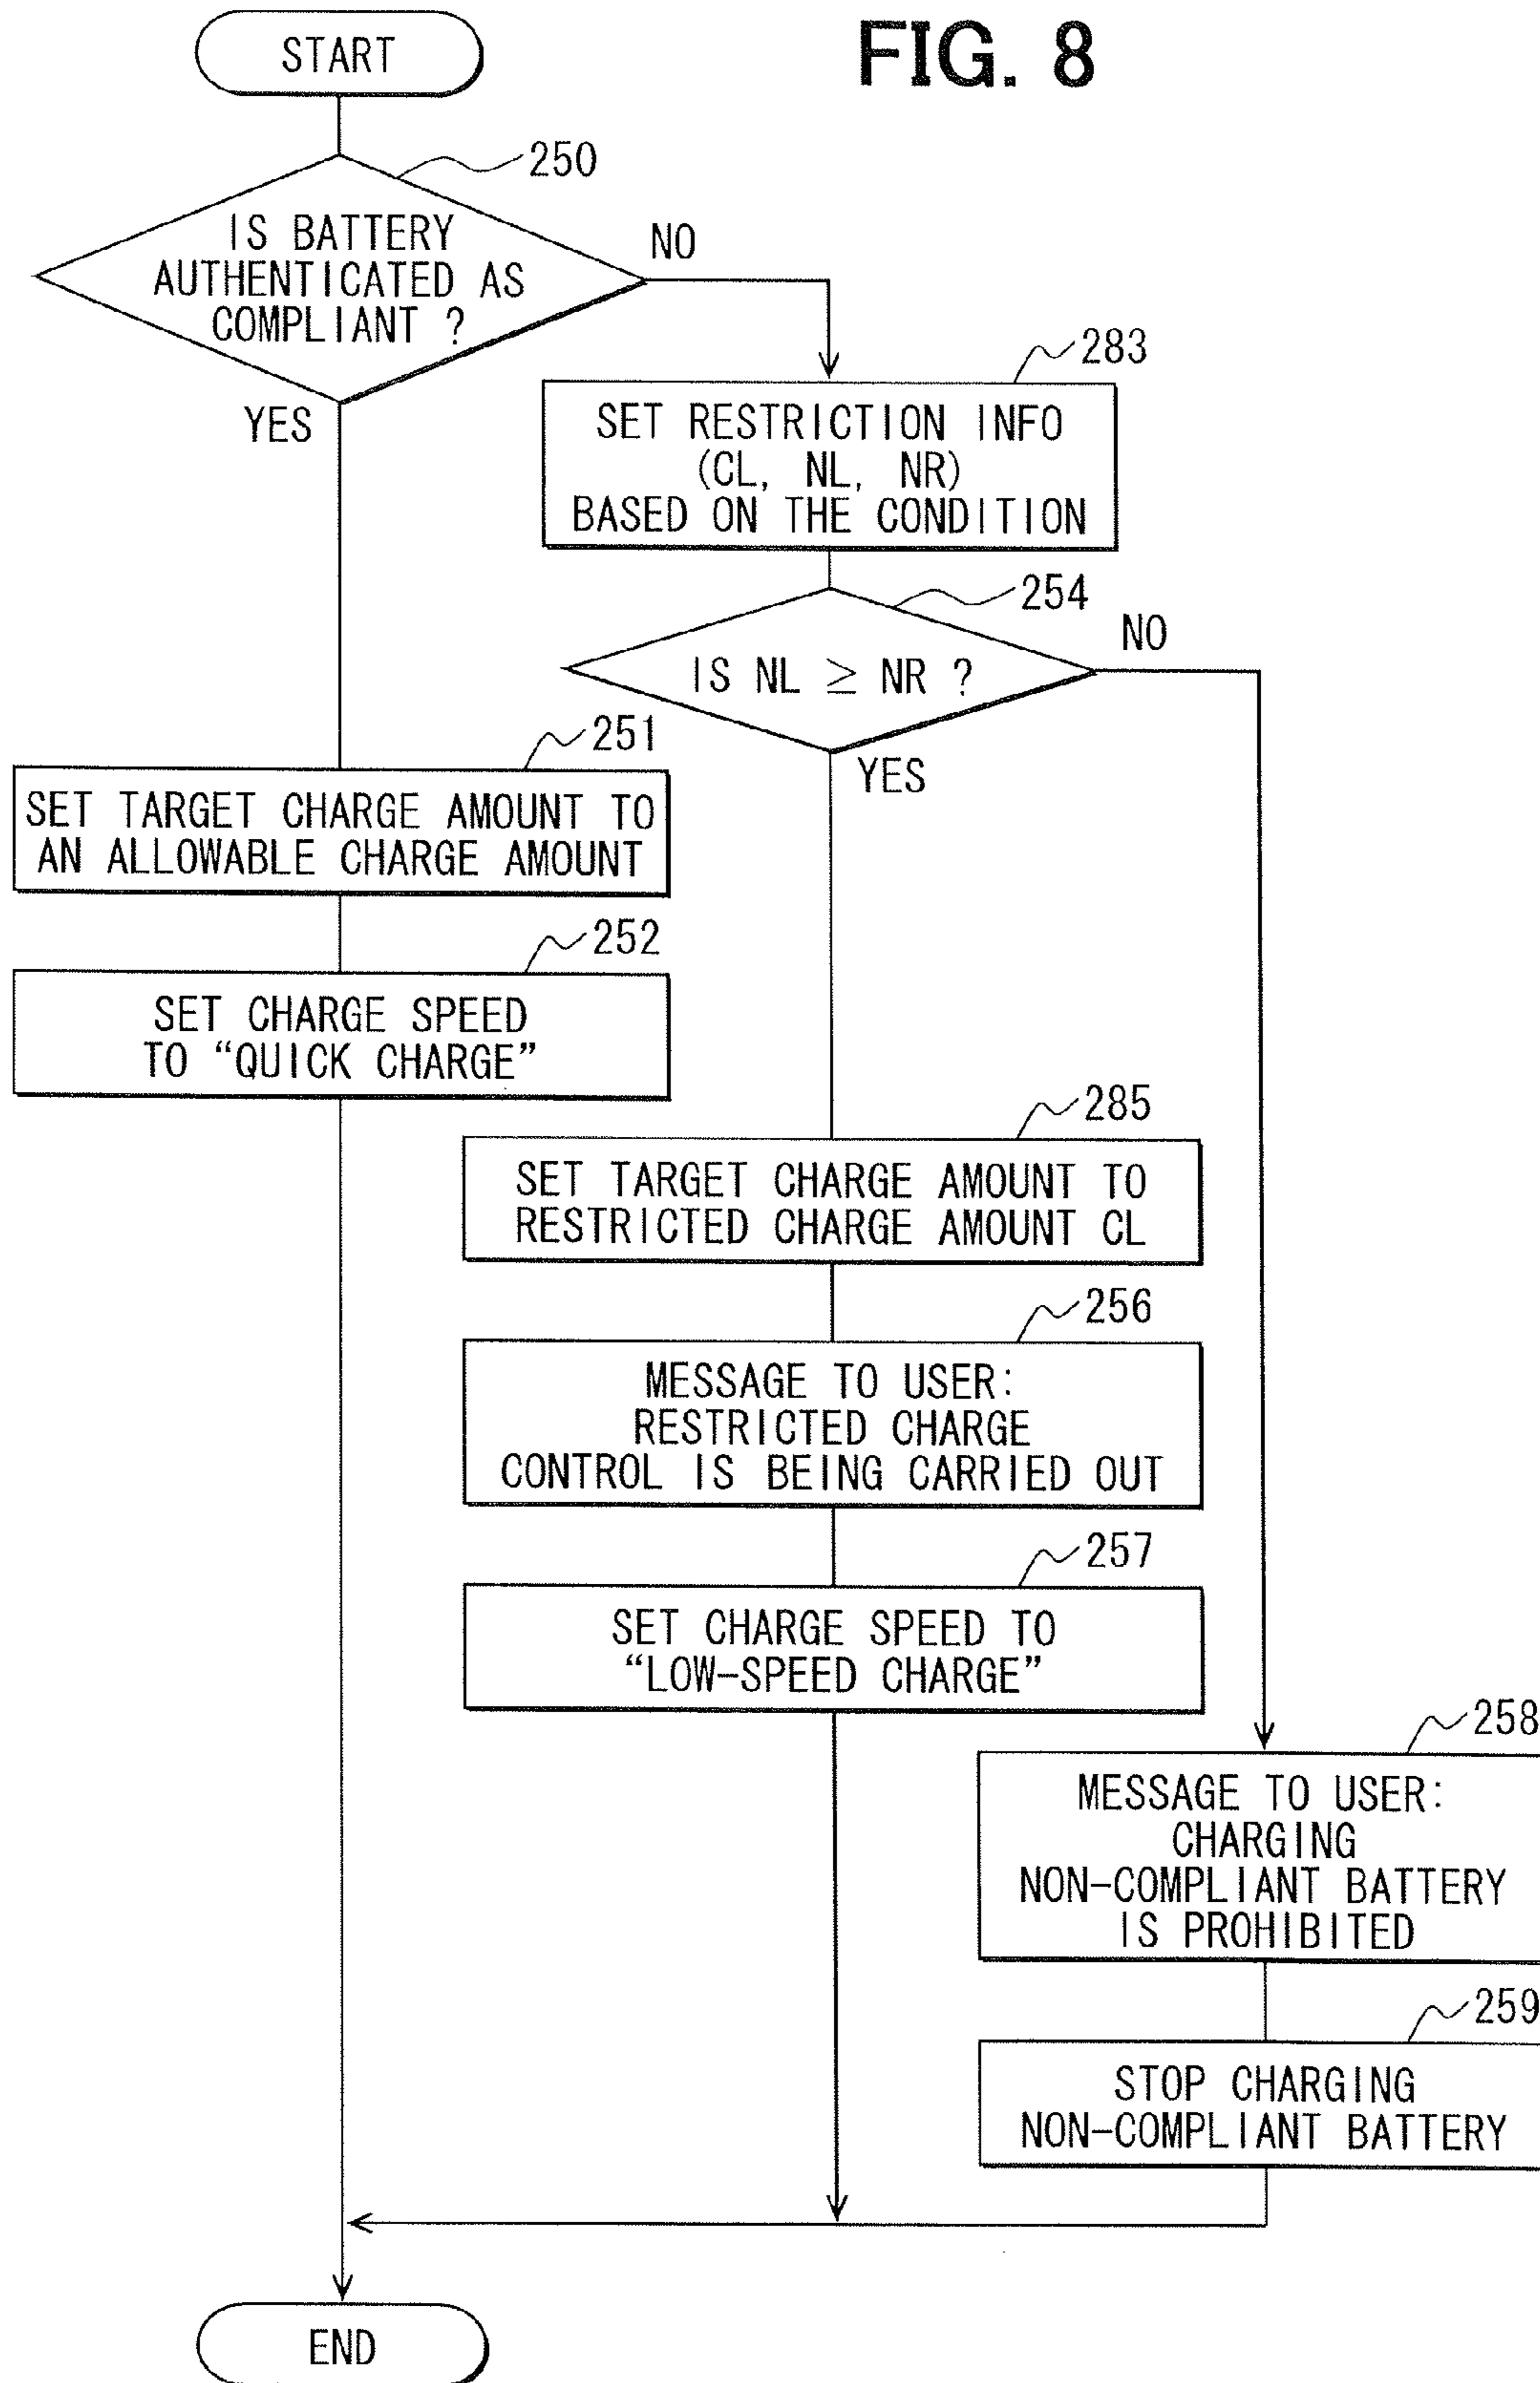 FIG. 8
START
250
IS BATTERY
AUTHENTICATED AS
COMPLIANT ?
NO
YES
283
SET RESTRICTION INFO
(CL, NL, NR)
BASED ON THE CONDITION
254
IS NL ≥ NR ?
NO
YES
251
SET TARGET CHARGE AMOUNT TO
AN ALLOWABLE CHARGE AMOUNT
252
SET CHARGE SPEED
TO “QUICK CHARGE”
285
SET TARGET CHARGE AMOUNT TO
RESTRICTED CHARGE AMOUNT CL
256
MESSAGE TO USER:
RESTRICTED CHARGE
CONTROL IS BEING CARRIED OUT
257
SET CHARGE SPEED TO
“LOW-SPEED CHARGE”
258
MESSAGE TO USER:
CHARGING
NON-COMPLIANT BATTERY
IS PROHIBITED
259
STOP CHARGING
NON-COMPLIANT BATTERY
END